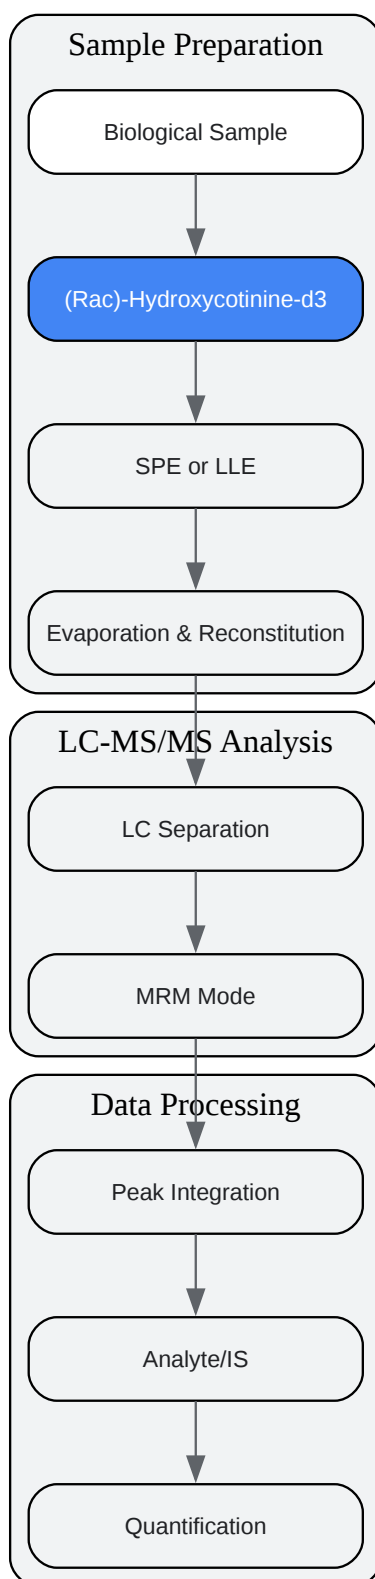 Sample Preparation
Biological Sample
(Rac)-Hydroxycotinine-d3
SPE or LLE
Evaporation & Reconstitution
LC-MS/MS Analysis
LC Separation
MRM Mode
Data Processing
Peak Integration
Analyte/IS
Quantification